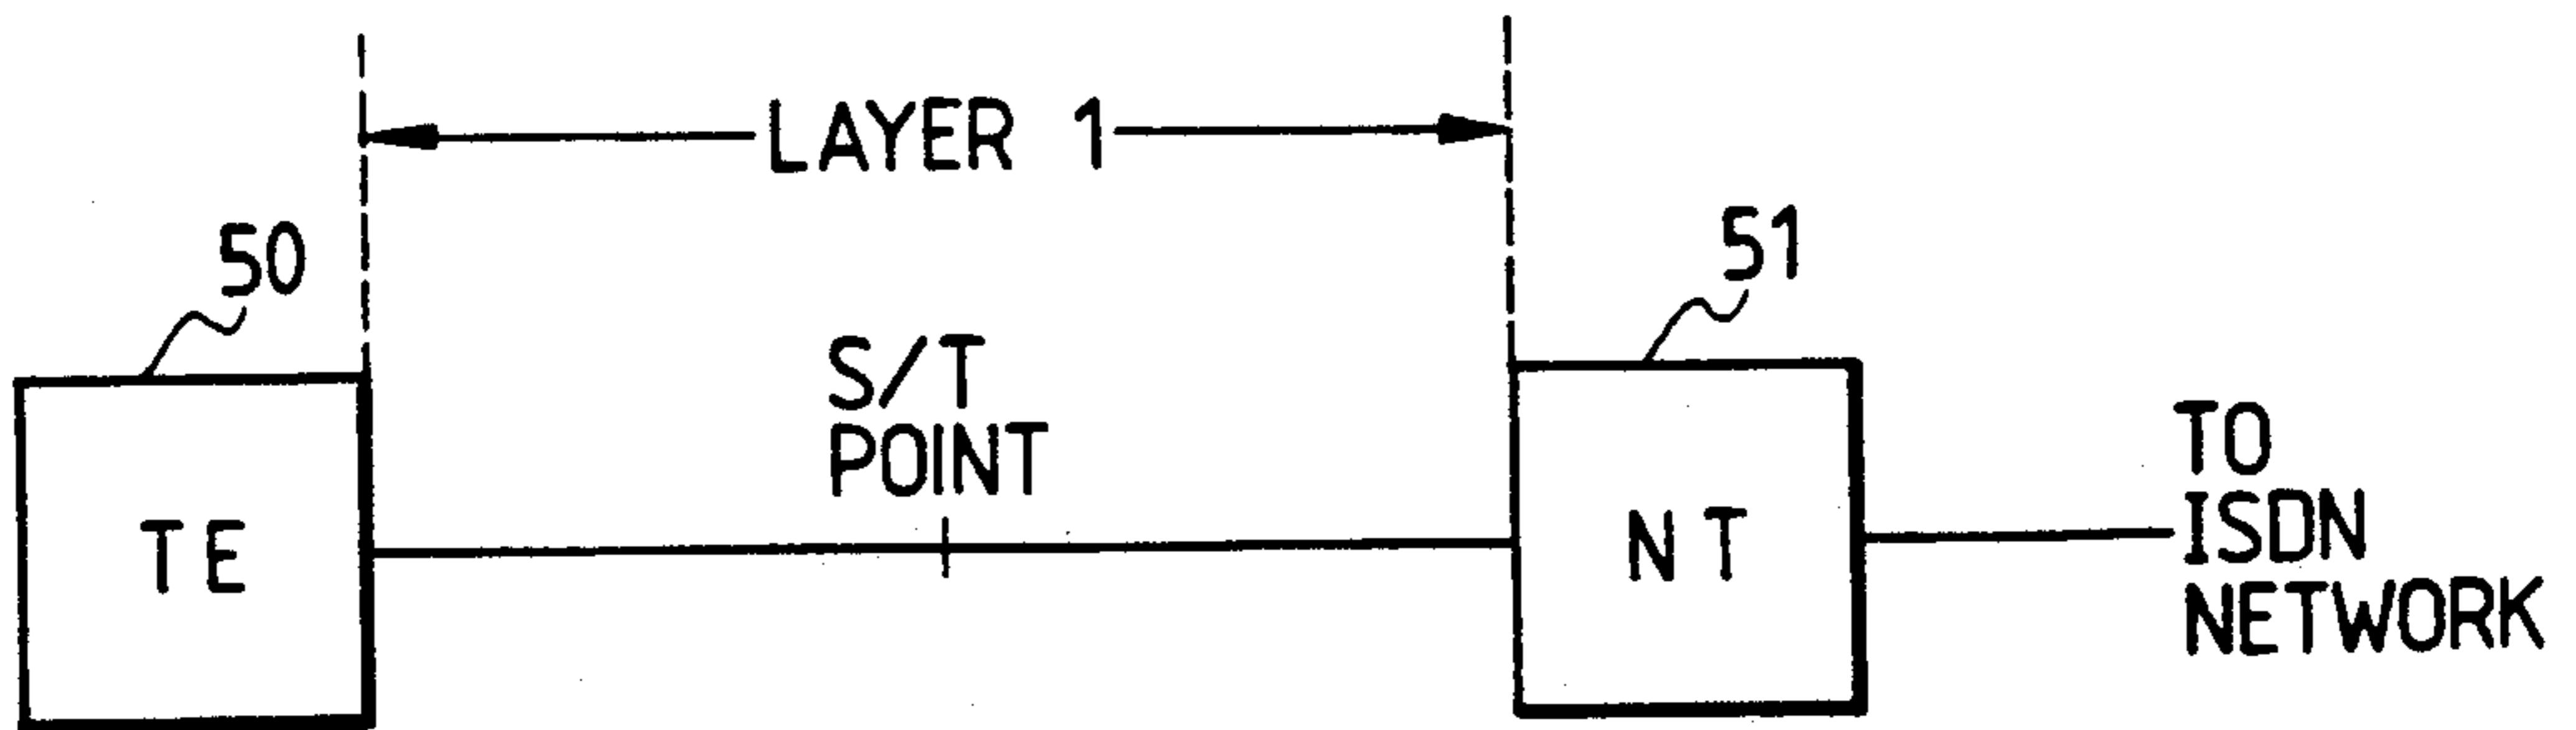 LAYER 1
50
51
S/T
POINT
TE
NT
TO
ISDN
NETWORK